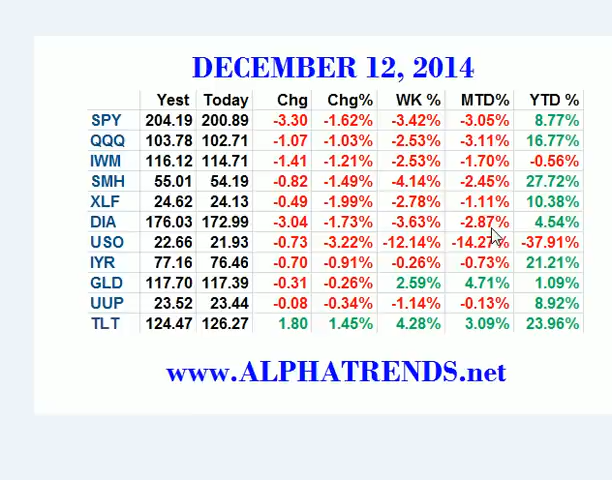 DECEMBER 12, 2014
Yest Today Chg Chg% WK % MTD% YTD %
SPY 204.19 200.89 -3.30 -1.62% -3.42% -3.05% 8.77%
QQQ 103.78 102.71 -1.07 -1.03% -2.53% -3.11% 16.77%
IWM 116.12 114.71 -1.41 -1.21% -2.53% -1.70% -0.56%
SMH 55.01 54.19 -0.82 -1.49% -4.14% -2.45% 27.72%
XLF 24.62 24.13 -0.49 -1.99% -2.78% -1.11% 10.38%
DIA 176.03 172.99 -3.04 -1.73% -3.63% -2.87% 4.54%
USO 22.66 21.93 -0.73 -3.22% -12.14% -14.27% -37.91%
IYR 77.16 76.46 -0.70 -0.91% -0.26% -0.73% 21.21%
GLD 117.70 117.39 -0.31 -0.26% 2.59% 4.71% 1.09%
UUP 23.52 23.44 -0.08 -0.34% -1.14% -0.13% 8.92%
TLT 124.47 126.27 1.80 1.45% 4.28% 3.09% 23.96%
www.ALPHATRENDS.net